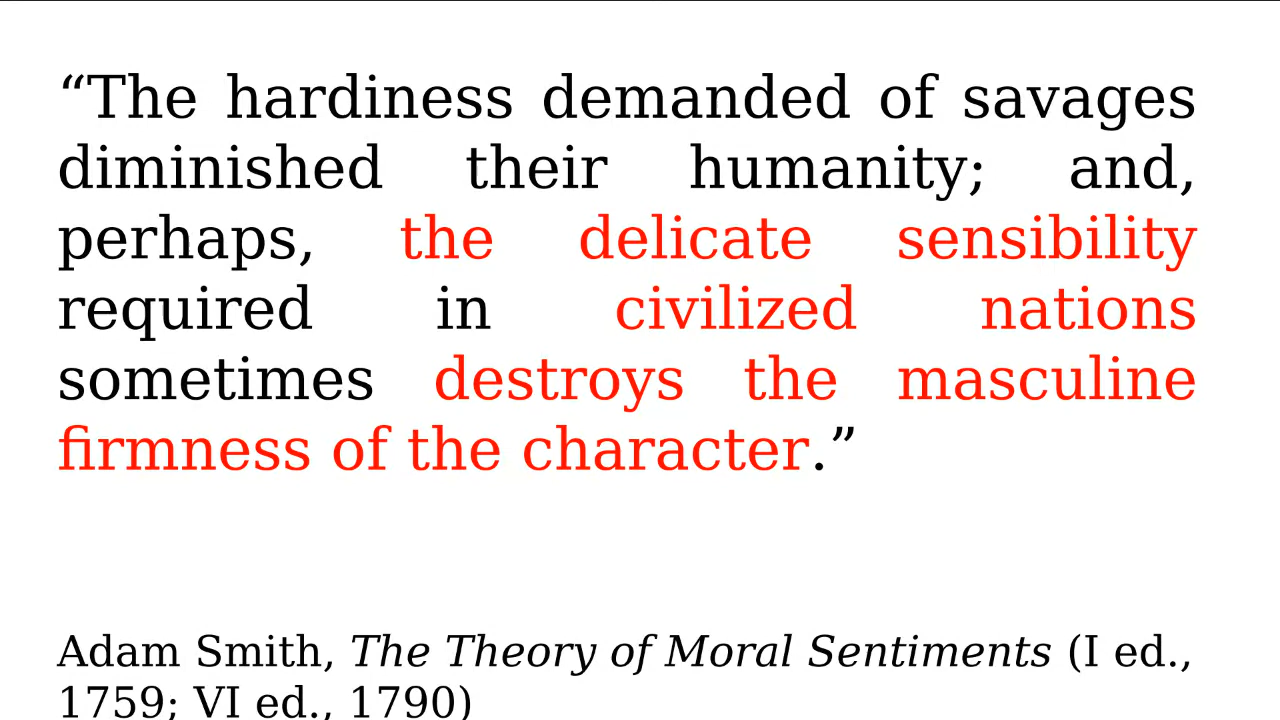 “The hardiness demanded of savages
diminished their humanity; and,
perhaps, the delicate sensibility
required in civilized nations
sometimes destroys the masculine
firmness of the character.”
Adam Smith, The Theory of Moral Sentiments (I ed.,
1759; VI ed., 1790)